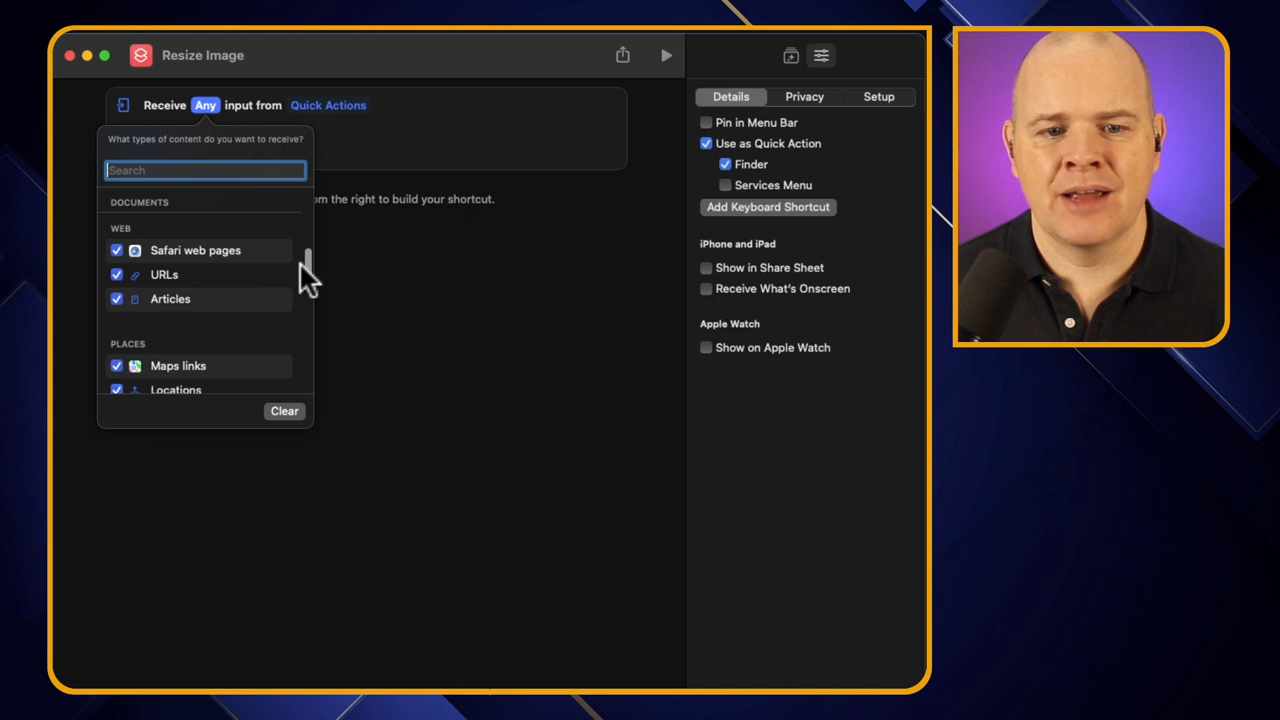 Resize Image
Receive Any input from Quick Actions
What types of content do you want to receive?
Search
om the right to build your shortcut.
DOCUMENTS
WEB
Safari web pages
URLs
Articles
PLACES
Maps links
Locations
Clear
Details Privacy Setup
Pin in Menu Bar
Use as Quick Action
Finder
Services Menu
Add Keyboard Shortcut
iPhone and iPad
Show in Share Sheet
Receive What's Onscreen
Apple Watch
Show on Apple Watch